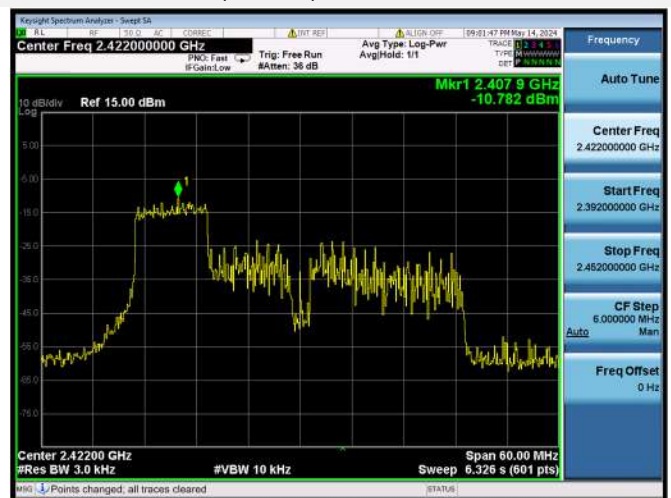 Keysight Spectrum Analyzer - Swept SA
RL RF 50 Ω AC CORREC INT REF ALIGN OFF 09:01:47 PM May 14, 2024
Center Freq 2.422000000 GHz
PNO: Fast
IFGain:Low
Trig: Free Run
#Atten: 36 dB
Avg Type: Log-Pwr
Avg|Hold: 1/1
TRACE 1 2 3 4 5 6
TYPE M W W W W W
DET P N N N N N
Mkr1 2.407 9 GHz
-10.782 dBm
10 dB/div Ref 15.00 dBm
Log
5.00
-5.00
-15.0
-25.0
-35.0
-45.0
-55.0
-65.0
-75.0
1
Center 2.42200 GHz Span 60.00 MHz
#Res BW 3.0 kHz #VBW 10 kHz Sweep 6.326 s (601 pts)
MSG Points changed; all traces cleared STATUS
Frequency
Auto Tune
Center Freq
2.422000000 GHz
Start Freq
2.392000000 GHz
Stop Freq
2.452000000 GHz
CF Step
6.000000 MHz
Auto Man
Freq Offset
0 Hz